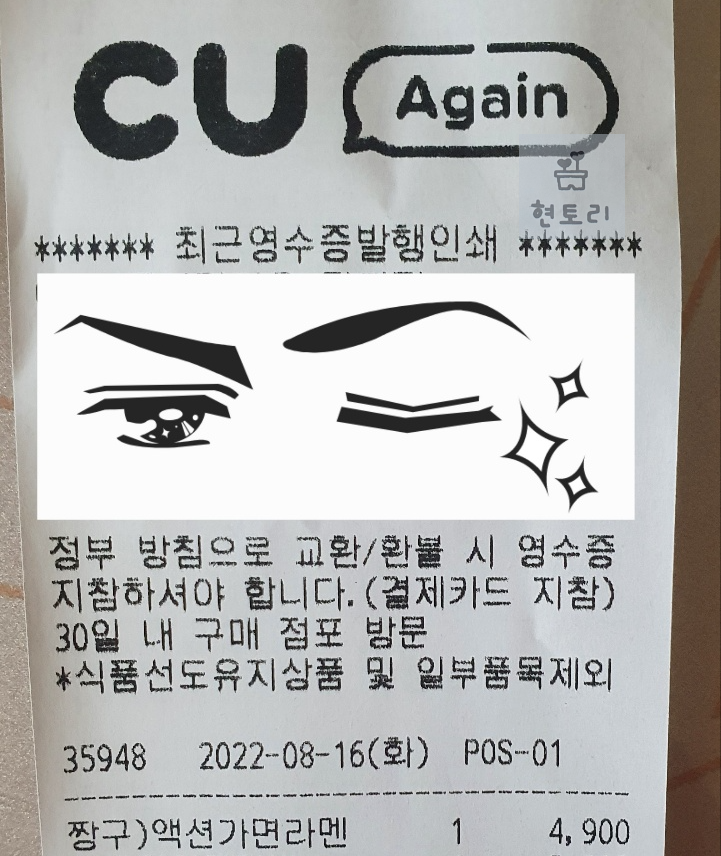 CU Again
현토리
******* 최근영수증발행인쇄 *******
정부 방침으로 교환/환불 시 영수증
지참하셔야 합니다.(결제카드 지참)
30일 내 구매 점포 방문
*식품선도유지상품 및 일부품목제외
35948 2022-08-16(화) POS-01
짱구)액션가면라멘 1 4,900